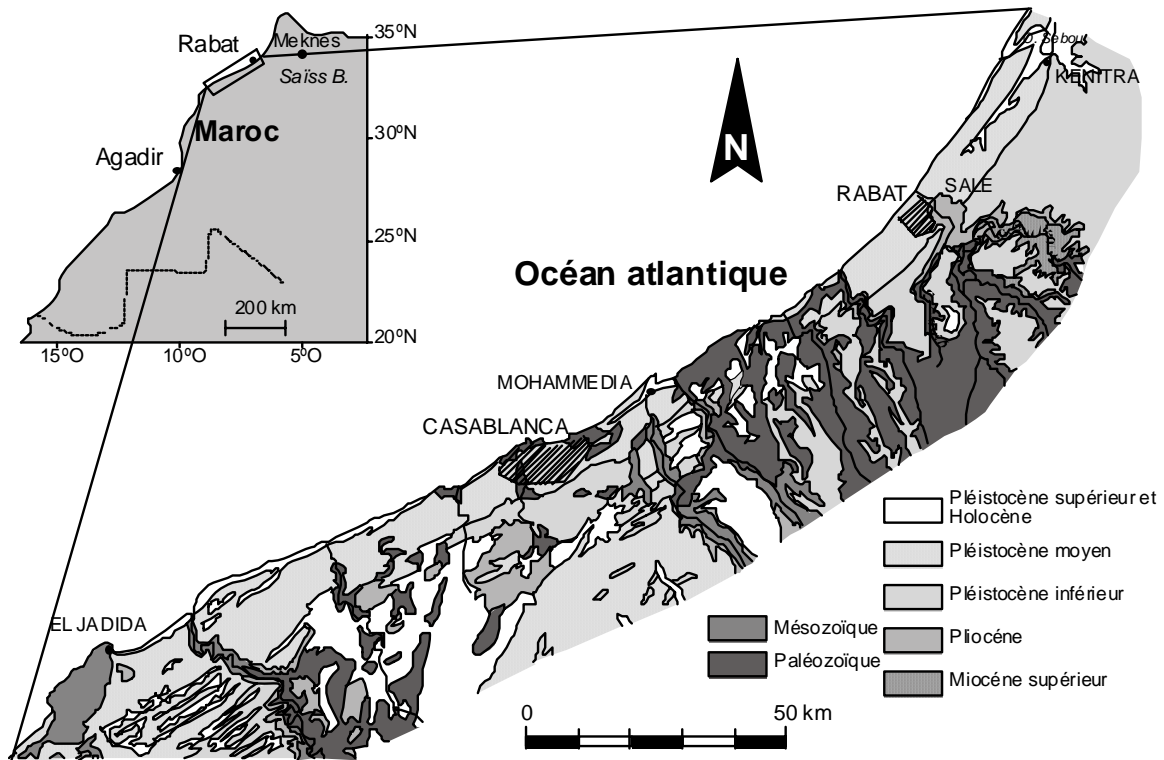 35ºN
Rabat
Meknès
Saïss B.
Maroc
30ºN
Agadir
25ºN
200 km
20ºN
15ºO
10ºO
5ºO
N
O. Sebou
KENITRA
RABAT
SALE
Océan atlantique
MOHAMMEDIA
CASABLANCA
EL JADIDA
Pléistocène supérieur et
Holocène
Pléistocène moyen
Pléistocène inférieur
Mésozoïque
Pliocéne
Paléozoïque
Miocéne supérieur
0
50 km